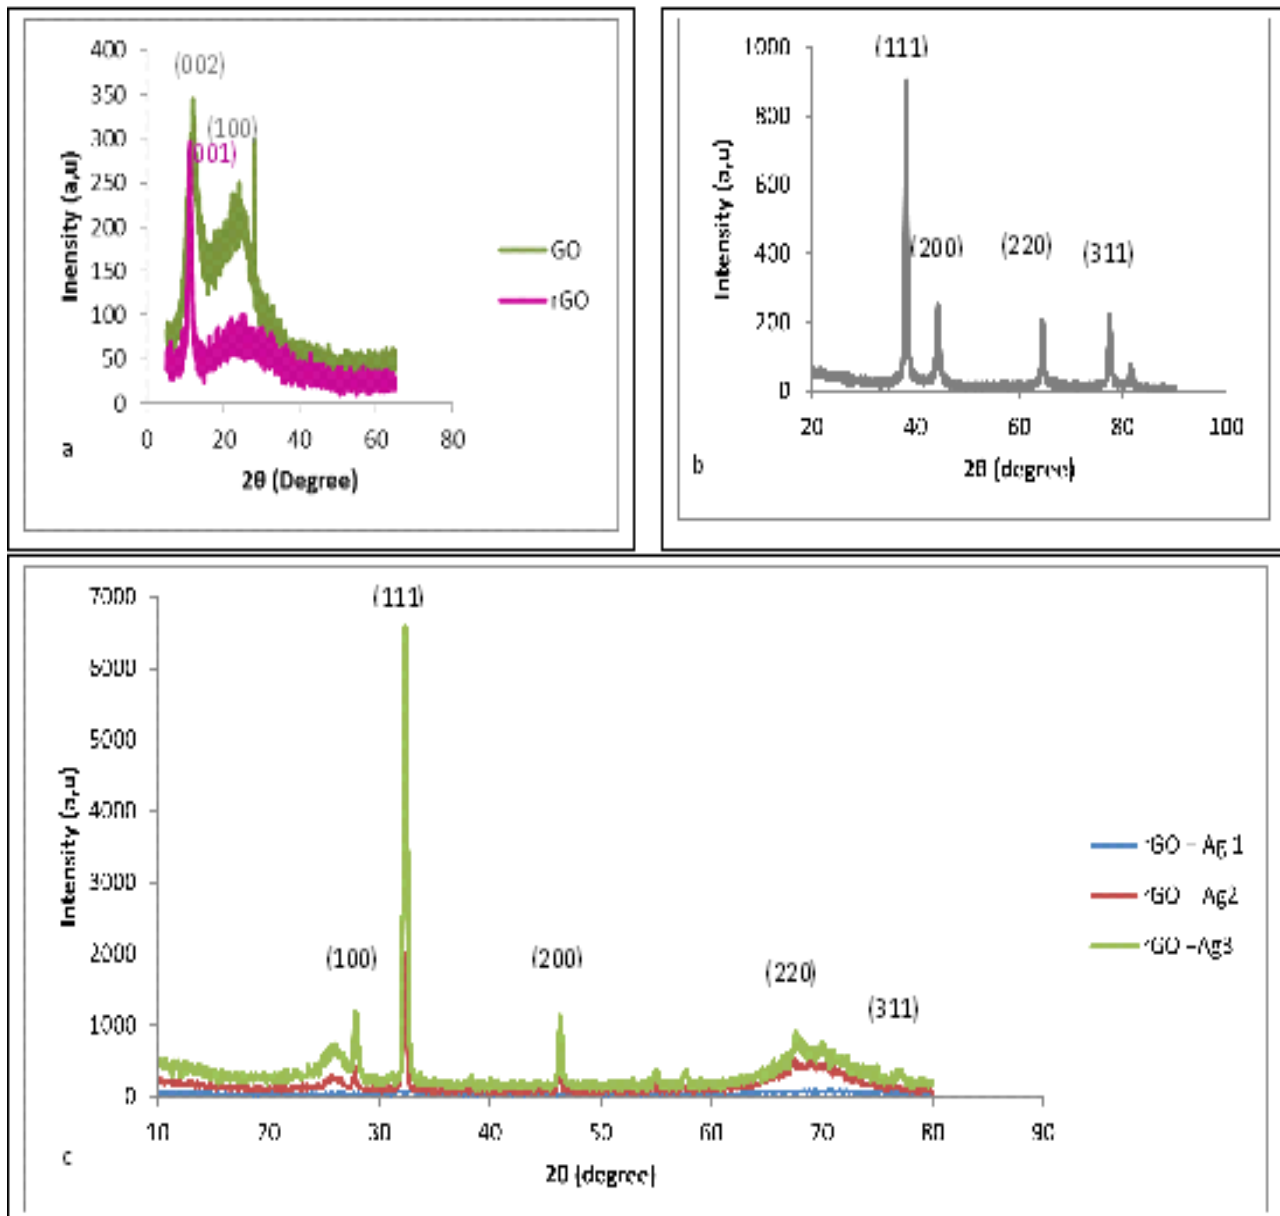 400
350
300
250
200
150
100
50
0
Inensity (a,u)
(002)
(100)
001)
GO
rGO
0 20 40 60 80
2θ (Degree)
a
1000
800
600
400
200
0
Intensity (a,u)
(111)
(200)
(220)
(311)
20 40 60 80 100
2θ (degree)
b
7000
6000
5000
4000
3000
2000
1000
0
Intensity (a,u)
(111)
(100)
(200)
(220)
(311)
rGO – Ag 1
rGO – Ag2
rGO –Ag3
10 20 30 40 50 60 70 80 90
2θ (degree)
c